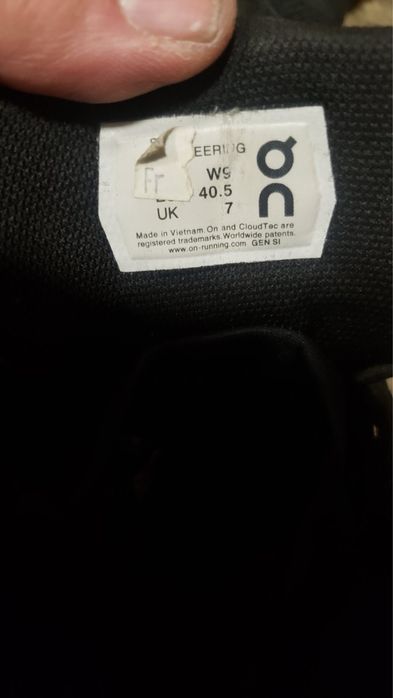 W9
40.5
UK 7
Made in Vietnam. On and CloudTec are
registered trademarks. Worldwide patents.
www.on-running.com GEN SI
Fr
On